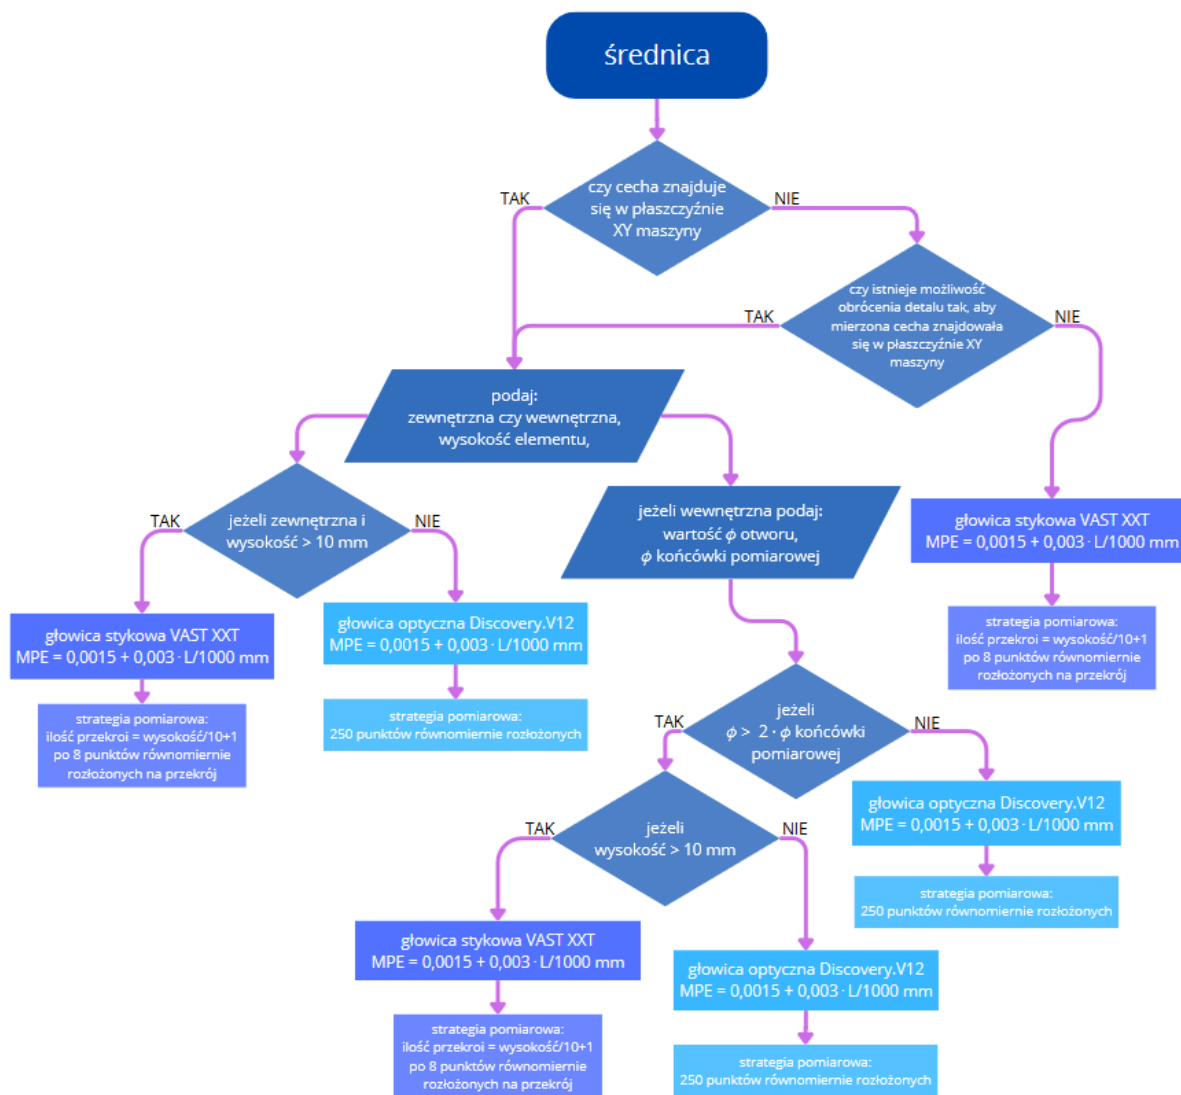 średnica
czy cecha znajduje
się w płaszczyźnie
XY maszyny
TAK
NIE
czy istnieje możliwość
obrócenia detalu tak, aby
mierzona cecha znajdowała
się w płaszczyźnie XY
maszyny
TAK
NIE
podaj:
zewnętrzna czy wewnętrzna,
wysokość elementu,
jeżeli zewnętrzna i
wysokość > 10 mm
TAK
NIE
jeżeli wewnętrzna podaj:
wartość ϕ otworu,
ϕ końcówki pomiarowej
głowica stykowa VAST XXT
MPE = 0,0015 + 0,003 · L/1000 mm
strategia pomiarowa:
ilość przekroi = wysokość/10+1
po 8 punktów równomiernie
rozłożonych na przekrój
głowica stykowa VAST XXT
MPE = 0,0015 + 0,003 · L/1000 mm
strategia pomiarowa:
ilość przekroi = wysokość/10+1
po 8 punktów równomiernie
rozłożonych na przekrój
głowica optyczna Discovery.V12
MPE = 0,0015 + 0,003 · L/1000 mm
strategia pomiarowa:
250 punktów równomiernie rozłożonych
jeżeli
ϕ > 2 · ϕ końcówki
pomiarowej
TAK
NIE
głowica optyczna Discovery.V12
MPE = 0,0015 + 0,003 · L/1000 mm
strategia pomiarowa:
250 punktów równomiernie rozłożonych
jeżeli
wysokość > 10 mm
TAK
NIE
głowica stykowa VAST XXT
MPE = 0,0015 + 0,003 · L/1000 mm
strategia pomiarowa:
ilość przekroi = wysokość/10+1
po 8 punktów równomiernie
rozłożonych na przekrój
głowica optyczna Discovery.V12
MPE = 0,0015 + 0,003 · L/1000 mm
strategia pomiarowa:
250 punktów równomiernie rozłożonych